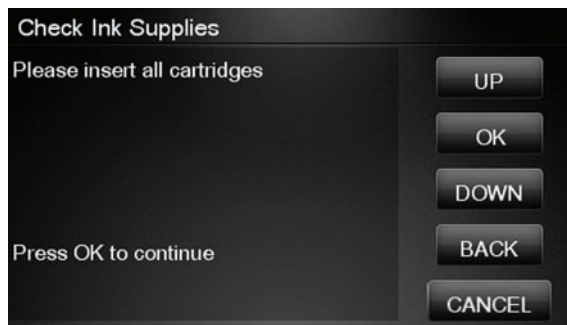 Check Ink Supplies
Please insert all cartridges
Press OK to continue
UP
OK
DOWN
BACK
CANCEL